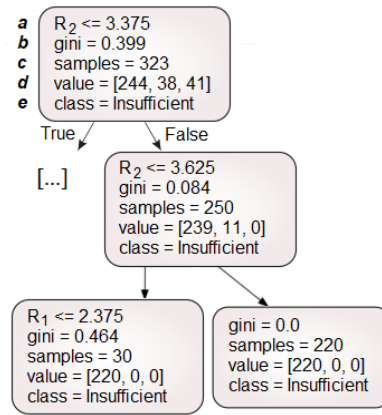 a R₂ <= 3.375
b gini = 0.399
c samples = 323
d value = [244, 38, 41]
e class = Insufficient
True False
[...]
R₂ <= 3.625
gini = 0.084
samples = 250
value = [239, 11, 0]
class = Insufficient
R₁ <= 2.375
gini = 0.464
samples = 30
value = [220, 0, 0]
class = Insufficient
gini = 0.0
samples = 220
value = [220, 0, 0]
class = Insufficient